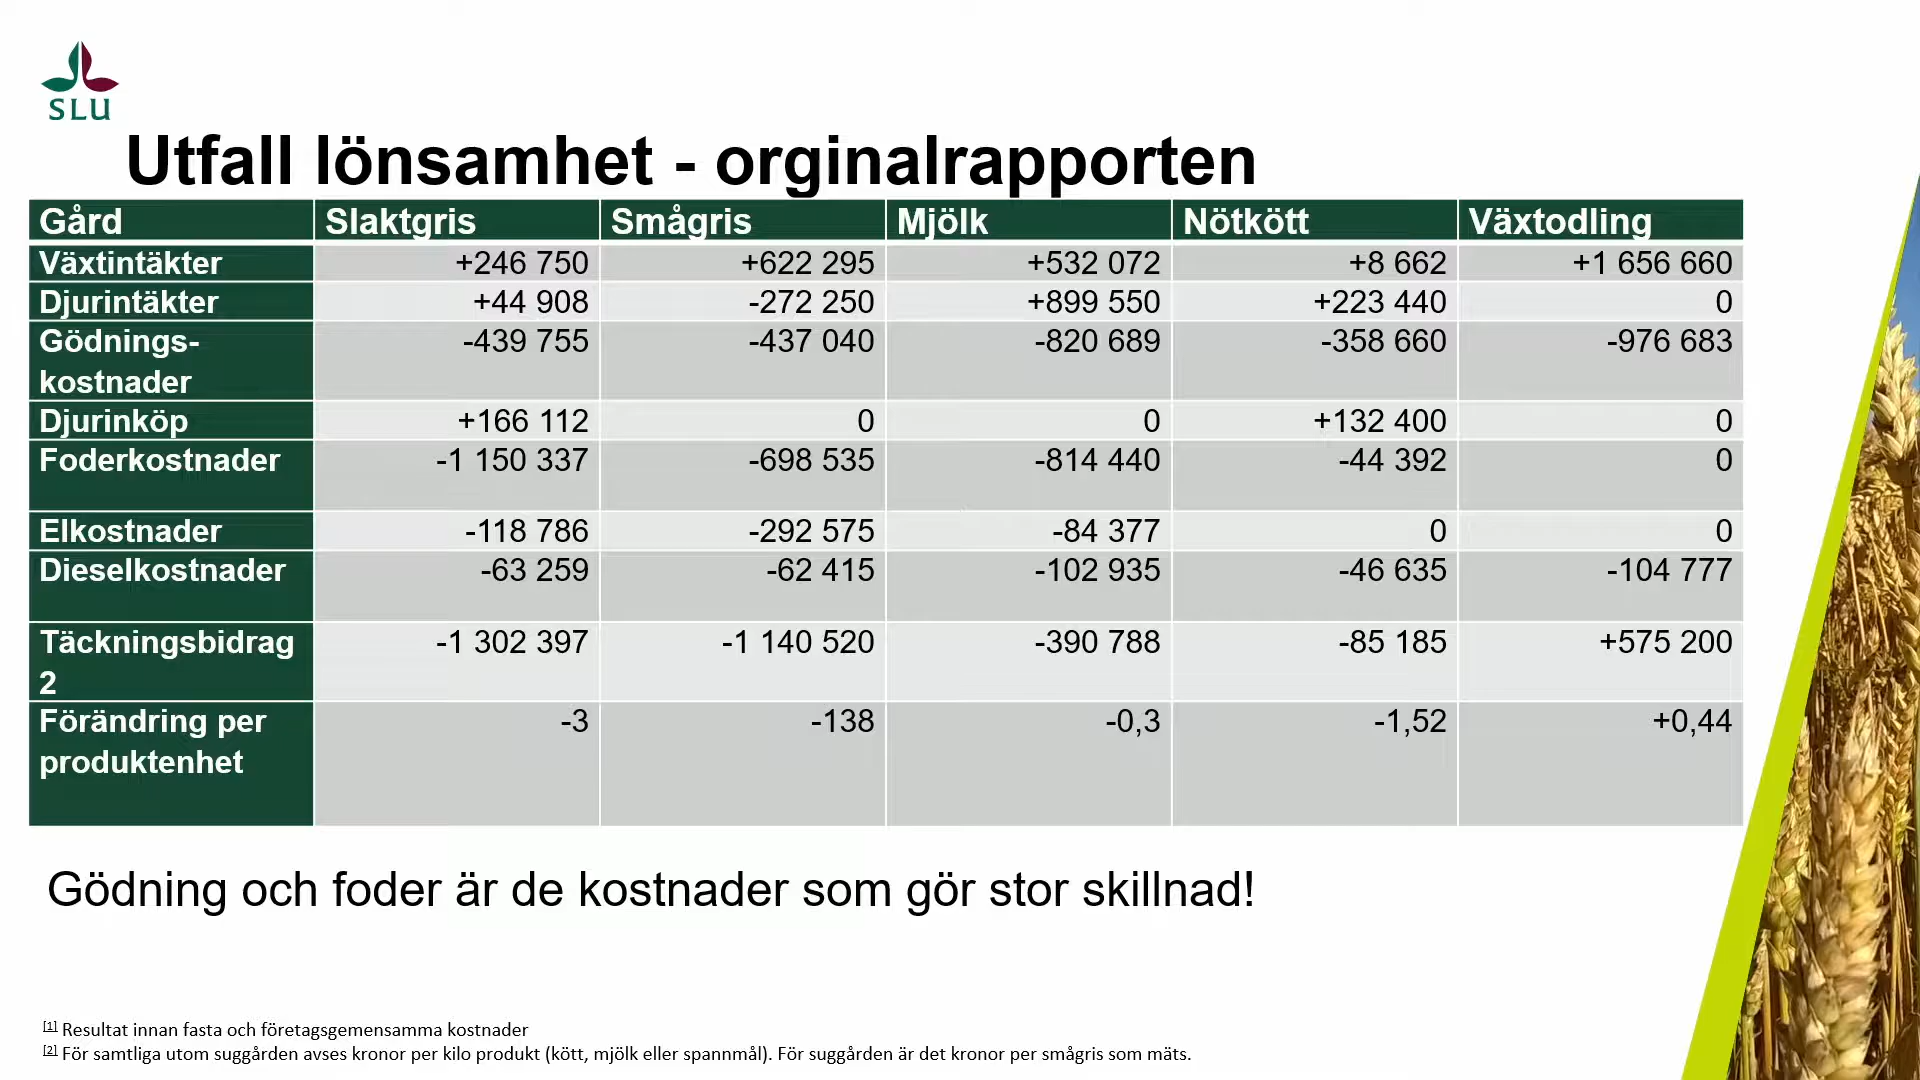 SLU
Utfall lönsamhet - orginalrapporten
Gård Slaktgris Smågris Mjölk Nötkött Växtodling
Växtintäkter +246 750 +622 295 +532 072 +8 662 +1 656 660
Djurintäkter +44 908 -272 250 +899 550 +223 440 0
Gödnings- -439 755 -437 040 -820 689 -358 660 -976 683
kostnader
Djurinköp +166 112 0 0 +132 400 0
Foderkostnader -1 150 337 -698 535 -814 440 -44 392 0
Elkostnader -118 786 -292 575 -84 377 0 0
Dieselkostnader -63 259 -62 415 -102 935 -46 635 -104 777
Täckningsbidrag -1 302 397 -1 140 520 -390 788 -85 185 +575 200
2
Förändring per -3 -138 -0,3 -1,52 +0,44
produktenhet
Gödning och foder är de kostnader som gör stor skillnad!
[1] Resultat innan fasta och företagsgemensamma kostnader
[2] För samtliga utom suggården avses kronor per kilo produkt (kött, mjölk eller spannmål). För suggården är det kronor per smågris som mäts.